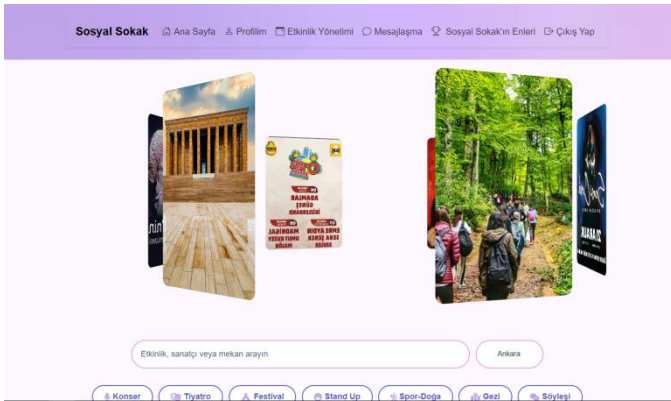 Sosyal Sokak Ana Sayfa Profilim Etkinlik Yönetimi Mesajlaşma Sosyal Sokak'ın Enleri Çıkış Yap
Etkinlik, sanatçı veya mekan arayın
Ankara
Konser Tiyatro Festival Stand Up Spor-Doğa Gezi Söyleşi